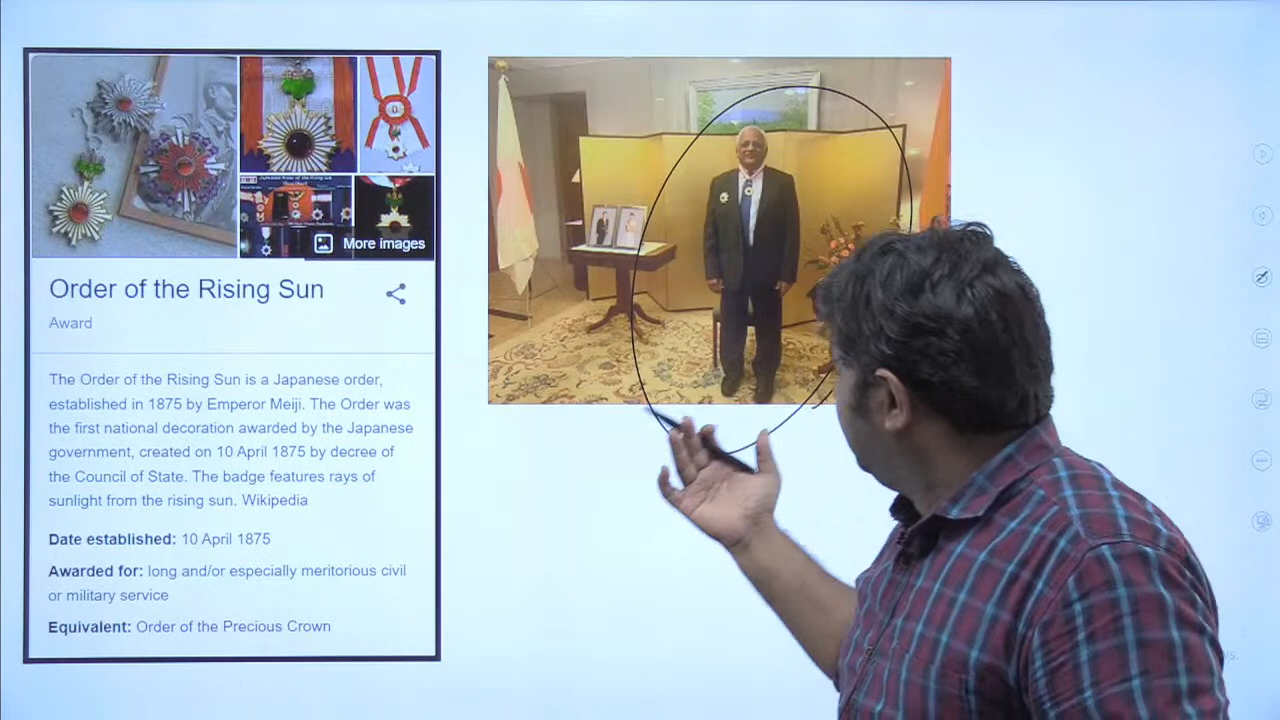 More images
Order of the Rising Sun
Award
The Order of the Rising Sun is a Japanese order,
established in 1875 by Emperor Meiji. The Order was
the first national decoration awarded by the Japanese
government, created on 10 April 1875 by decree of
the Council of State. The badge features rays of
sunlight from the rising sun. Wikipedia
Date established: 10 April 1875
Awarded for: long and/or especially meritorious civil
or military service
Equivalent: Order of the Precious Crown